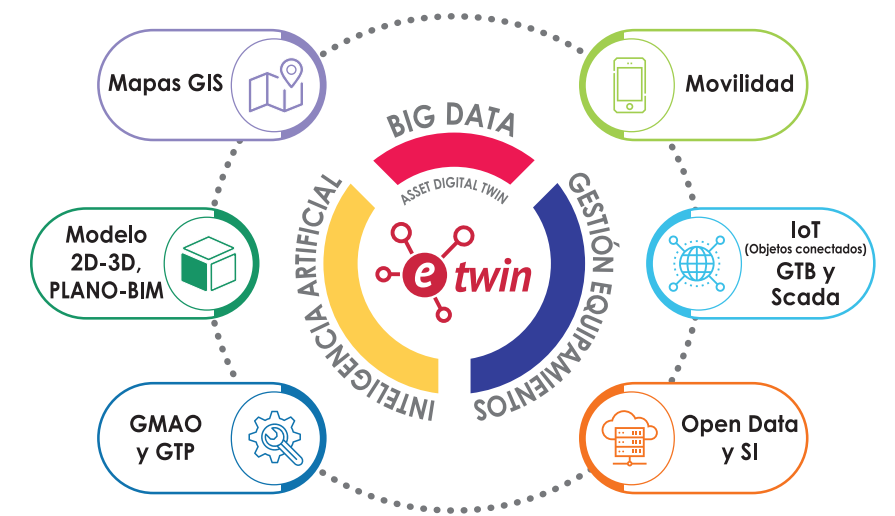 Mapas GIS
Movilidad
BIG DATA
ASSET DIGITAL TWIN
INTELIGENCIA ARTIFICIAL
GESTIÓN EQUIPAMIENTOS
e twin
Modelo
2D-3D,
PLANO-BIM
IoT
(Objetos conectados)
GTB y
Scada
GMAO
y GTP
Open Data
y SI